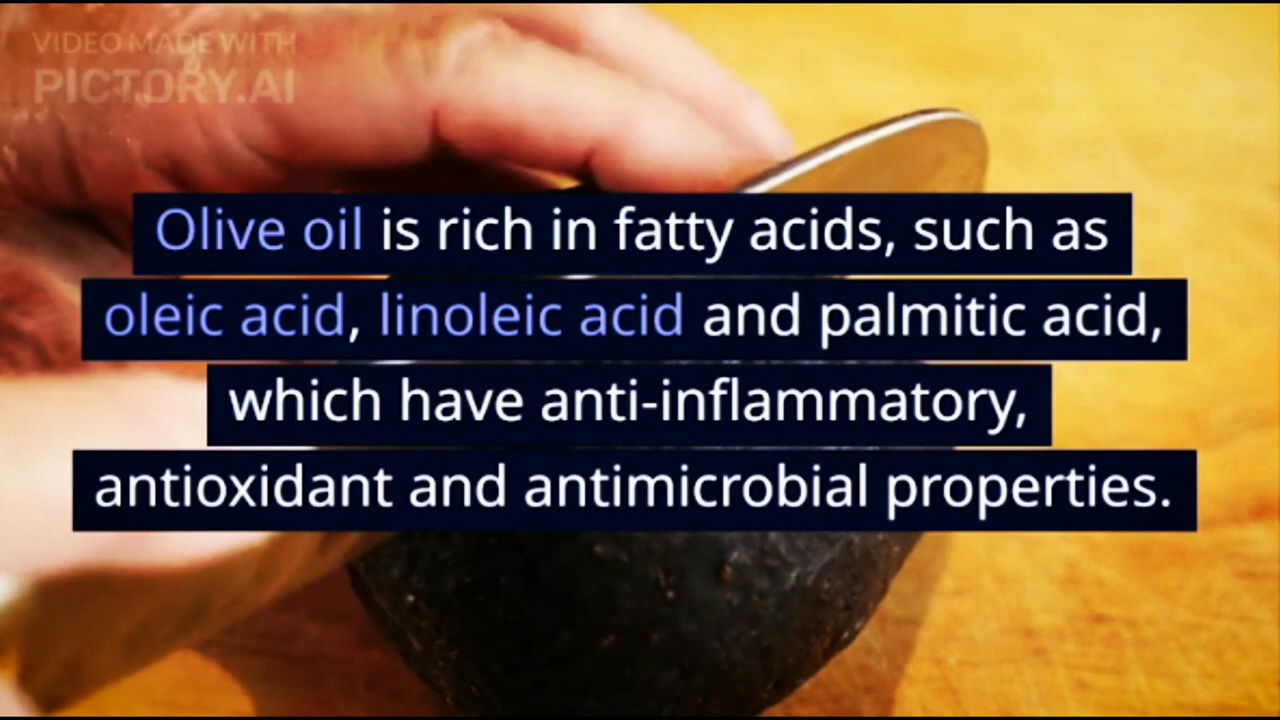 VIDEO MADE WITH
PICTORY.AI
Olive oil is rich in fatty acids, such as
oleic acid, linoleic acid and palmitic acid,
which have anti-inflammatory,
antioxidant and antimicrobial properties.